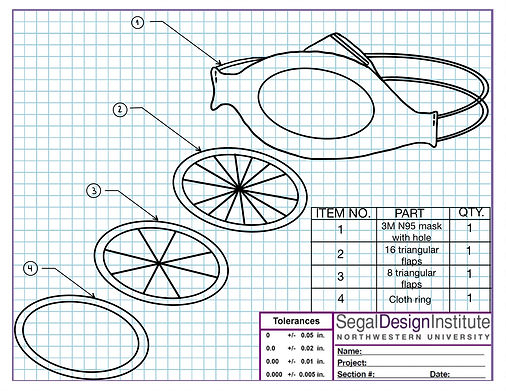 1
2
3
4
ITEM NO. PART QTY.
1 3M N95 mask with hole 1
2 16 triangular flaps 1
3 8 triangular flaps 1
4 Cloth ring 1
Tolerances
0 +/- 0.05 in.
0.0 +/- 0.02 in.
0.00 +/- 0.01 in.
0.000 +/- 0.005 in.
SegalDesignInstitute
NORTHWESTERN UNIVERSITY
Name:
Project:
Section #: Date: